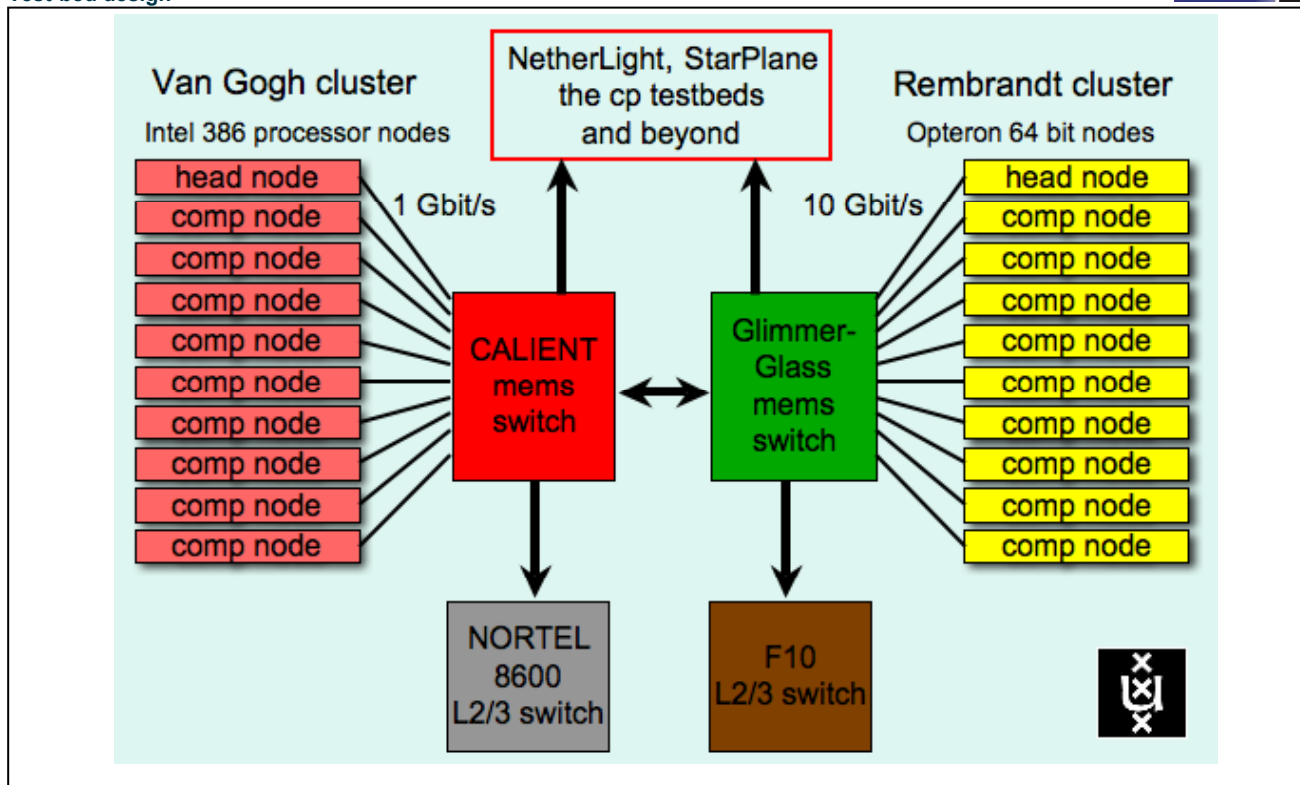 Test-bed design
NetherLight, StarPlane
the cp testbeds
and beyond
Van Gogh cluster
Intel 386 processor nodes
Rembrandt cluster
Opteron 64 bit nodes
head node
comp node
comp node
comp node
comp node
comp node
comp node
comp node
comp node
comp node
1 Gbit/s
10 Gbit/s
head node
comp node
comp node
comp node
comp node
comp node
comp node
comp node
comp node
comp node
CALIENT
mems
switch
Glimmer-
Glass
mems
switch
NORTEL
8600
L2/3 switch
F10
L2/3 switch